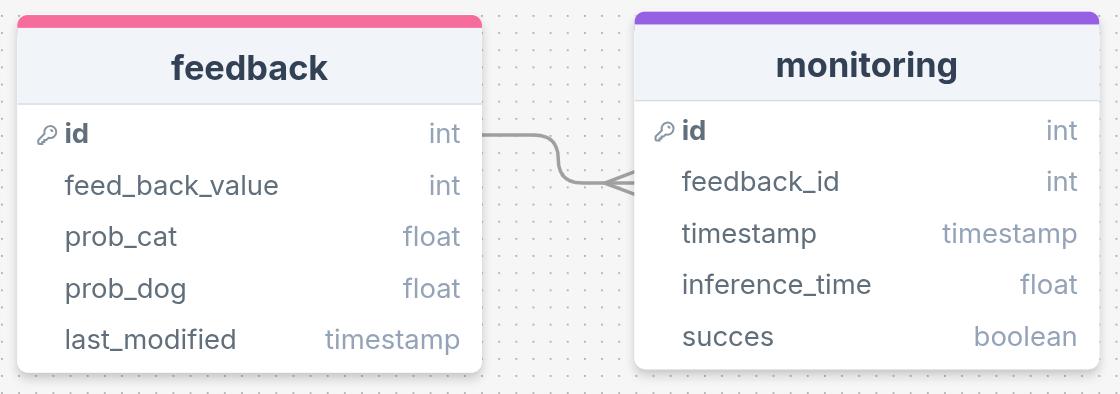 feedback
id int
feed_back_value int
prob_cat float
prob_dog float
last_modified timestamp
monitoring
id int
feedback_id int
timestamp timestamp
inference_time float
succes boolean